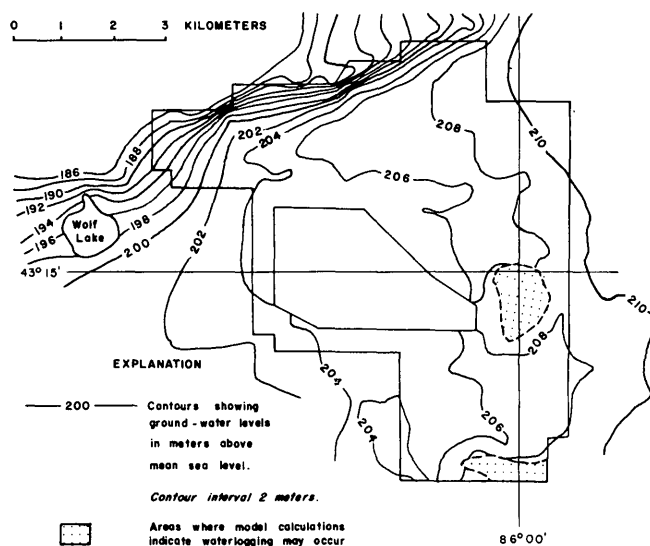 0 1 2 3 KILOMETERS
186
188
190
192
194
196
198
200
202
202
204
206
208
210
210
208
206
204
204
Wolf
Lake
43° 15'
86° 00'
EXPLANATION
200 Contours showing
ground-water levels
in meters above
mean sea level.
Contour interval 2 meters.
Areas where model calculations
indicate waterlogging may occur